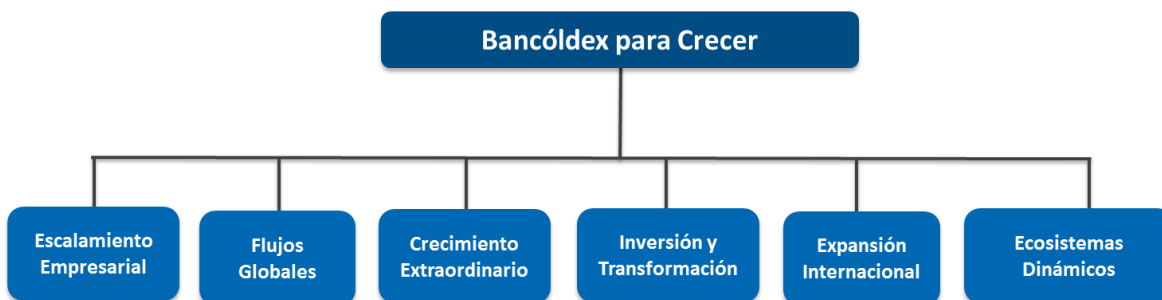 Bancóldex para Crecer
Escalamiento
Empresarial
Flujos
Globales
Crecimiento
Extraordinario
Inversión y
Transformación
Expansión
Internacional
Ecosistemas
Dinámicos